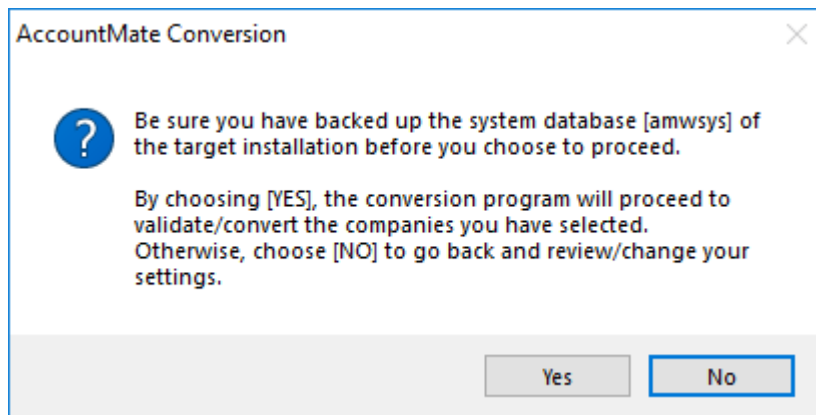 AccountMate Conversion
Be sure you have backed up the system database [amwsys] of
the target installation before you choose to proceed.
By choosing [YES], the conversion program will proceed to
validate/convert the companies you have selected.
Otherwise, choose [NO] to go back and review/change your
settings.
Yes
No